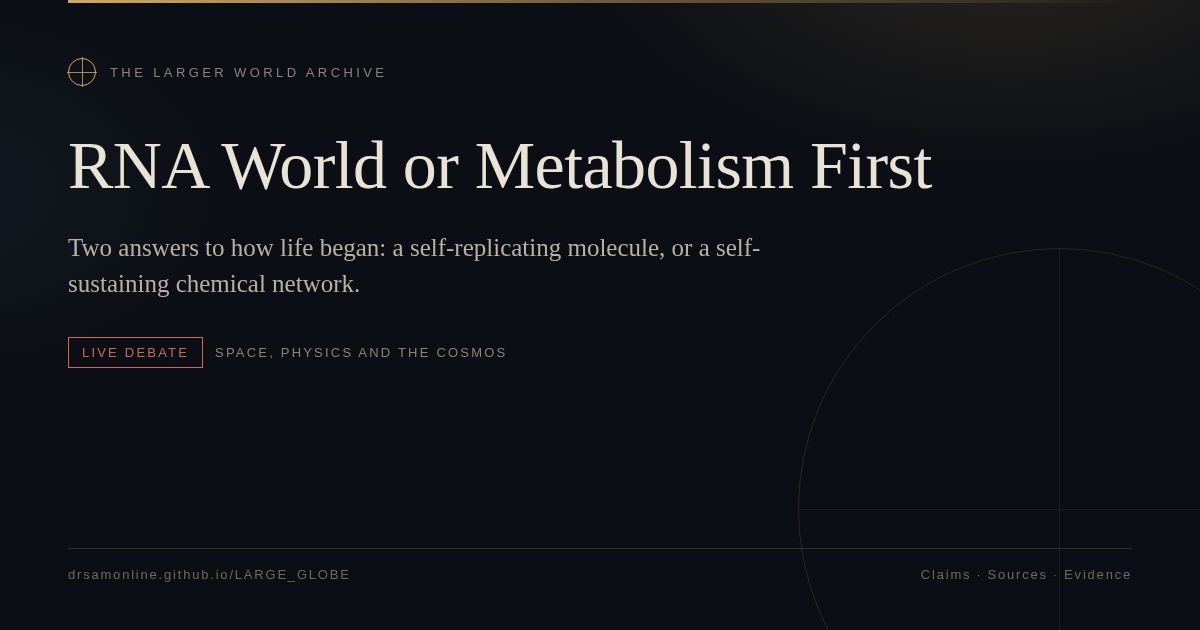 THE LARGER WORLD ARCHIVE
RNA World or Metabolism First
Two answers to how life began: a self-replicating molecule, or a self-
sustaining chemical network.
LIVE DEBATE
SPACE, PHYSICS AND THE COSMOS
drsamonline.github.io/LARGE_GLOBE
Claims · Sources · Evidence